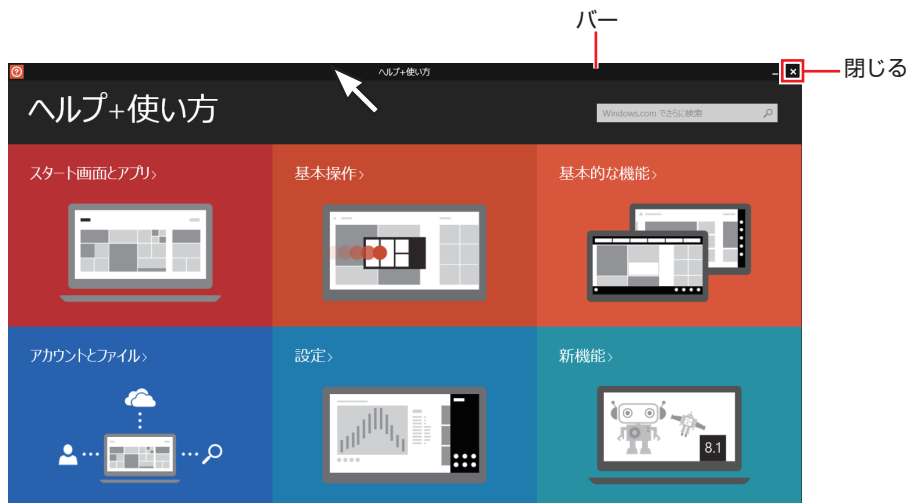 バー
ヘルプ+使い方
閉じる
ヘルプ+使い方
Windows.com でさらに検索
スタート画面とアプリ›
基本操作›
基本的な機能›
アカウントとファイル›
設定›
新機能›
8.1